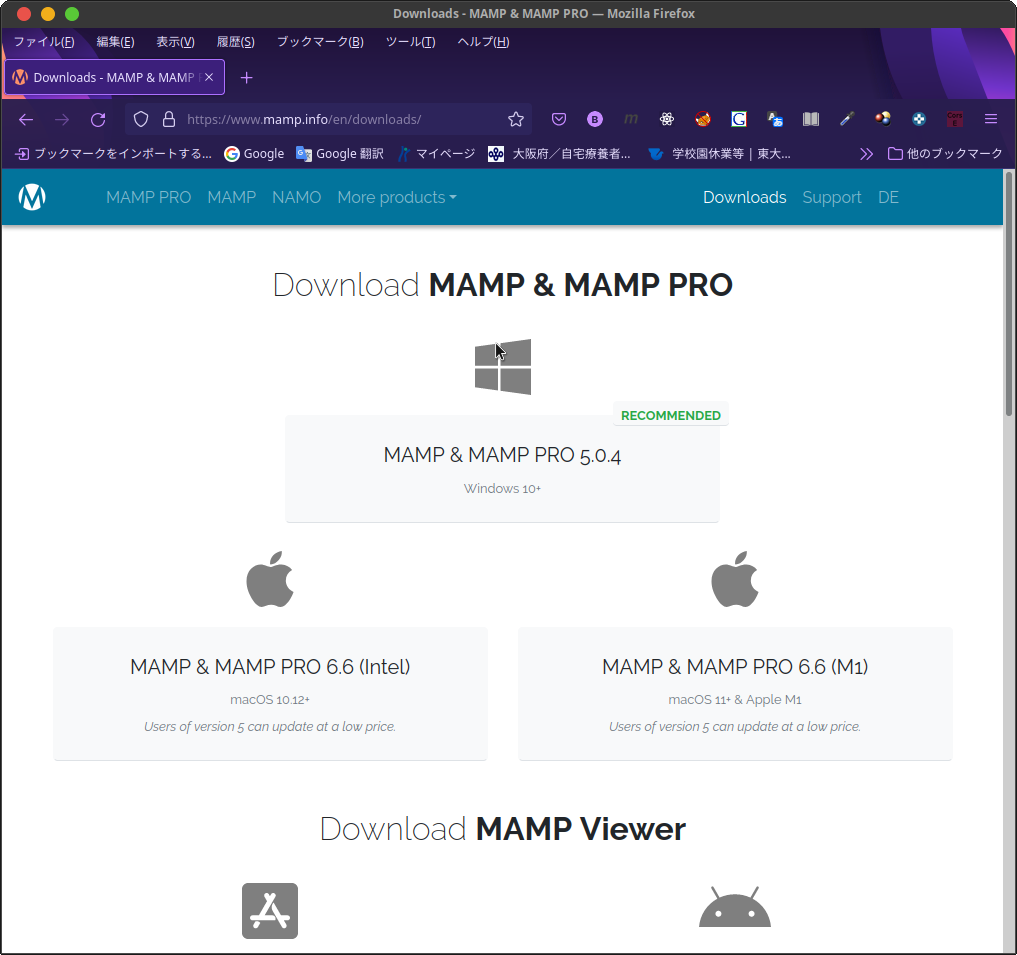 Downloads - MAMP & MAMP PRO — Mozilla Firefox
ファイル(F) 編集(E) 表示(V) 履歴(S) ブックマーク(B) ツール(T) ヘルプ(H)
Downloads - MAMP & MAMP
https://www.mamp.info/en/downloads/
ブックマークをインポートする... Google Google 翻訳 マイページ 大阪府／自宅療養者... 学校園休業等 | 東大... 他のブックマーク
MAMP PRO MAMP NAMO More products Downloads Support DE
Download MAMP & MAMP PRO
RECOMMENDED
MAMP & MAMP PRO 5.0.4
Windows 10+
MAMP & MAMP PRO 6.6 (Intel)
macOS 10.12+
Users of version 5 can update at a low price.
MAMP & MAMP PRO 6.6 (M1)
macOS 11+ & Apple M1
Users of version 5 can update at a low price.
Download MAMP Viewer